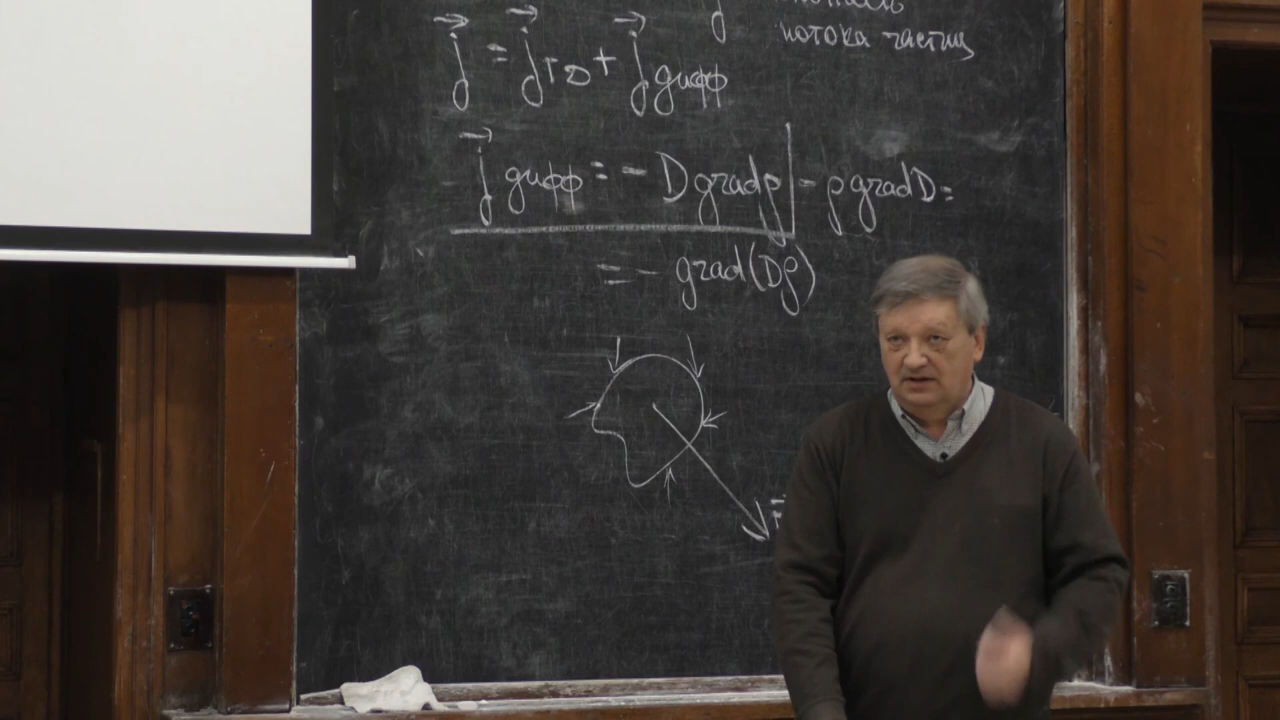 потока частиц
j⃗ = j⃗гд + j⃗дифф
j⃗дифф = - D grad ρ | - ρ grad D =
= - grad(Dρ)